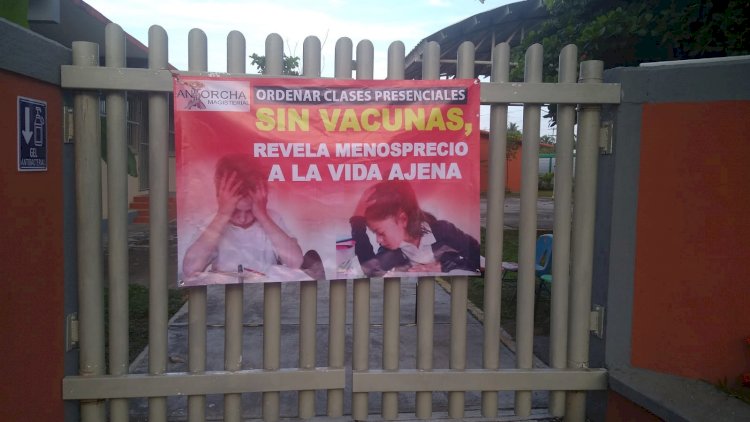 ANTORCHA
MAGISTERIAL
ORDENAR CLASES PRESENCIALES
SIN VACUNAS,
REVELA MENOSPRECIO
A LA VIDA AJENA
GEL
ANTIBACTERIAL